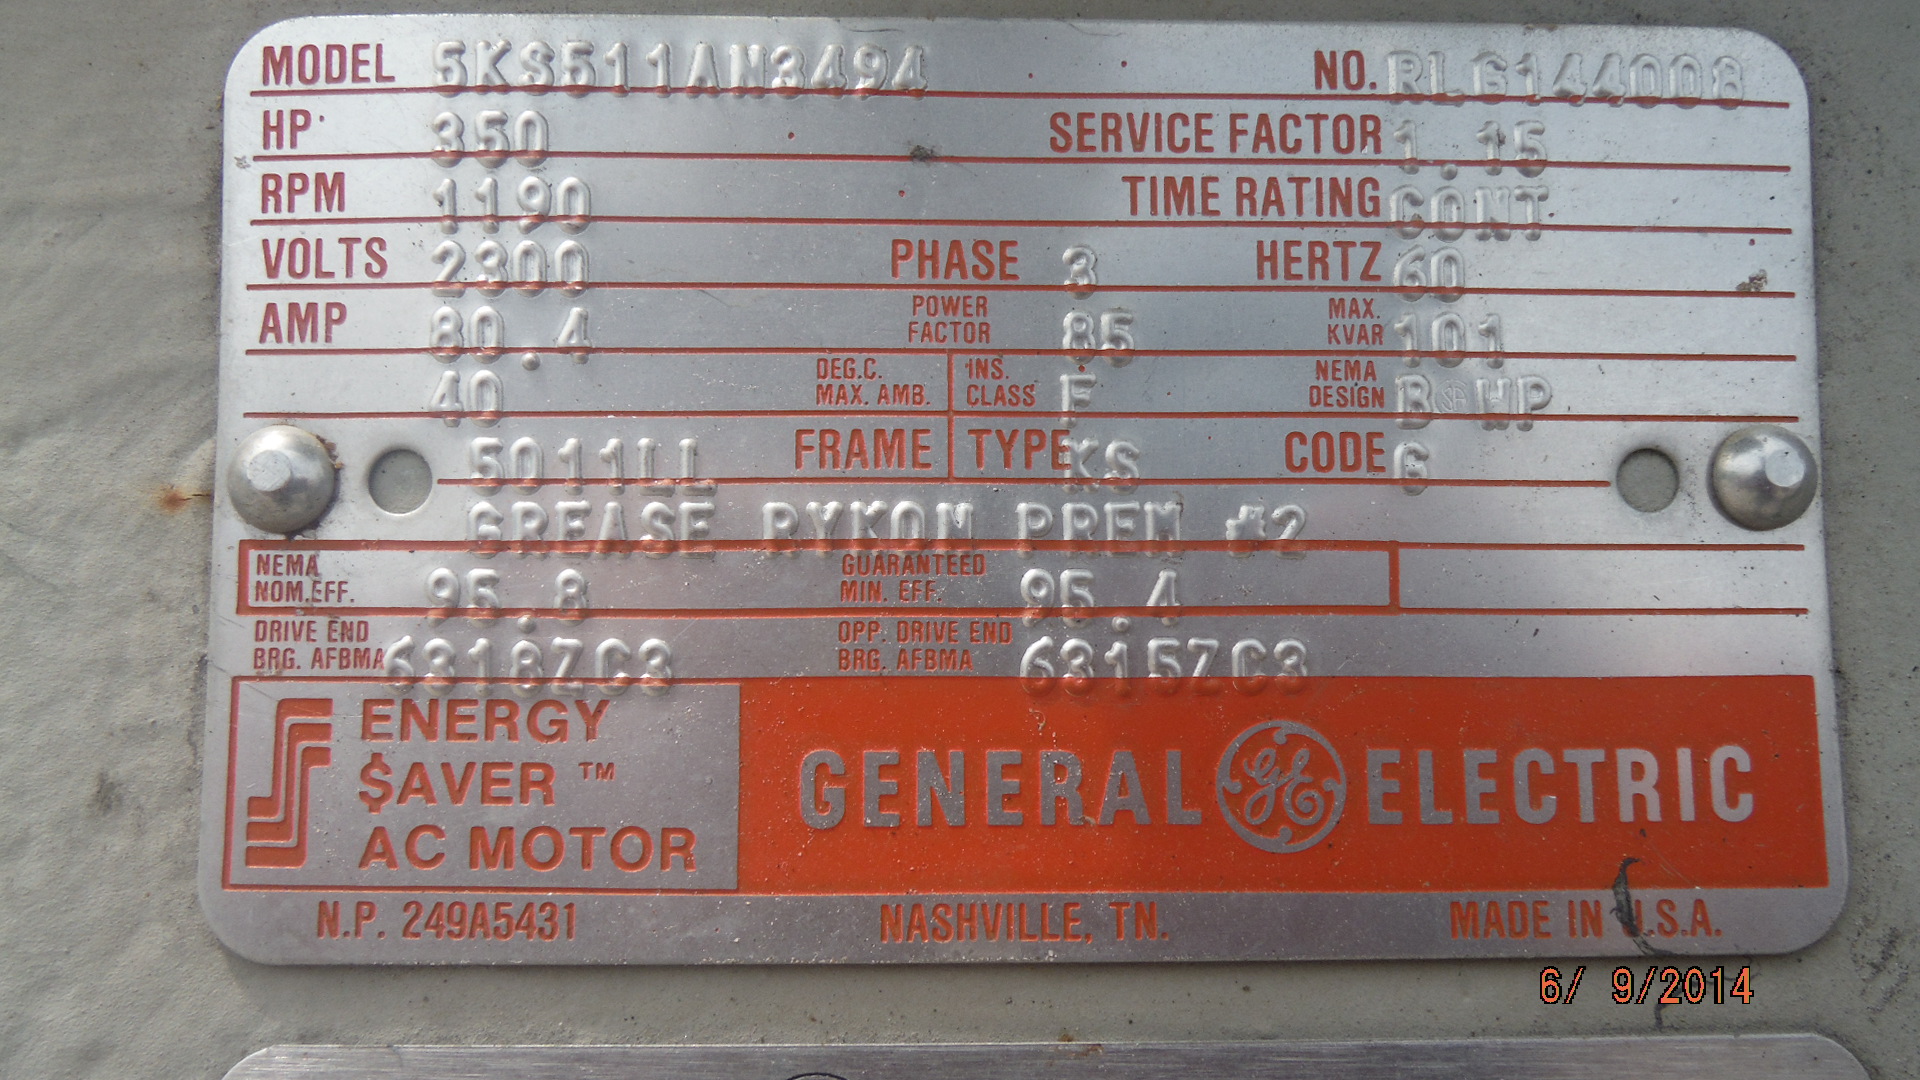 MODEL 5KS511AN3494 NO. RLG144008
HP 350 SERVICE FACTOR 1.15
RPM 1190 TIME RATING CONT
VOLTS 2300 PHASE 3 HERTZ 60
AMP 80.4 POWER FACTOR 85 MAX. KVAR 101
40 DEG.C. MAX. AMB. INS. CLASS F NEMA DESIGN B SA WP
5011LL FRAME TYPE KS CODE G
GREASE RYKON PREM #2
NEMA NOM.EFF. 95.8 GUARANTEED MIN. EFF. 95.4
DRIVE END BRG. AFBMA 6318ZC3 OPP. DRIVE END BRG. AFBMA 6315ZC3
ENERGY
$AVER ™
AC MOTOR
GENERAL GE ELECTRIC
N.P. 249A5431 NASHVILLE, TN. MADE IN U.S.A.
6/ 9/2014